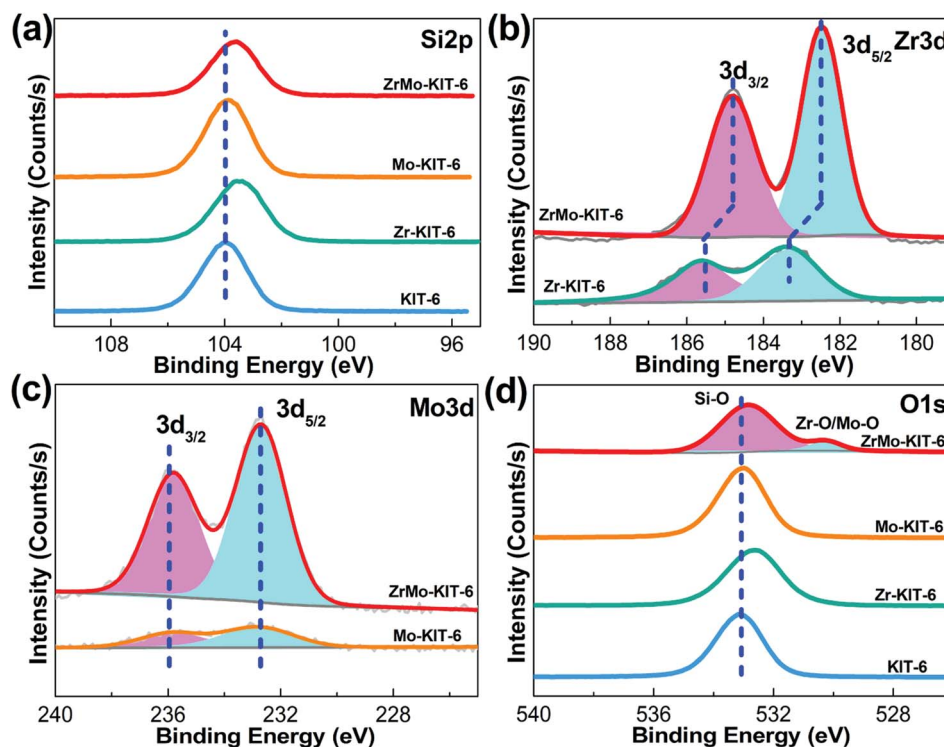 (a)
Si2p
ZrMo-KIT-6
Mo-KIT-6
Zr-KIT-6
KIT-6
Intensity (Counts/s)
108 104 100 96
Binding Energy (eV)
(b)
Zr3d
3d3/2
3d5/2
ZrMo-KIT-6
Zr-KIT-6
Intensity (Counts/s)
190 188 186 184 182 180
Binding Energy (eV)
(c)
Mo3d
3d3/2
3d5/2
ZrMo-KIT-6
Mo-KIT-6
Intensity (Counts/s)
240 236 232 228
Binding Energy (eV)
(d)
O1s
Si-O
Zr-O/Mo-O
ZrMo-KIT-6
Mo-KIT-6
Zr-KIT-6
KIT-6
Intensity (Counts/s)
540 536 532 528
Binding Energy (eV)